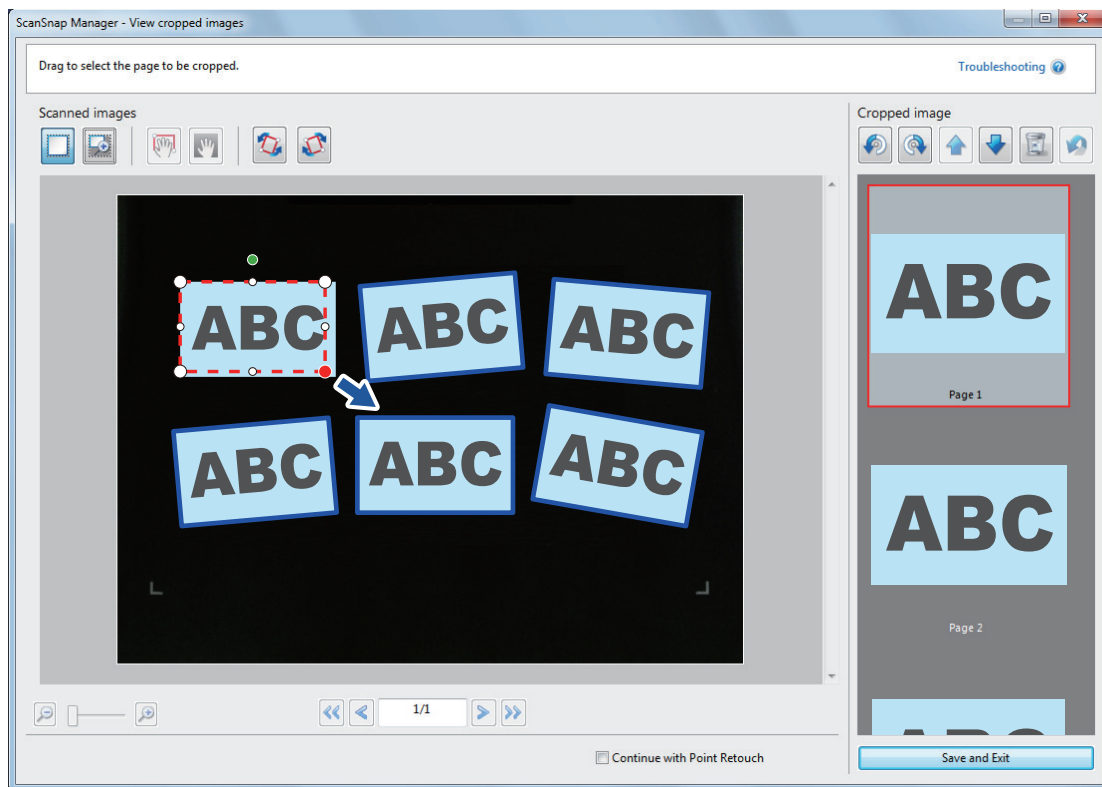 ScanSnap Manager - View cropped images
Drag to select the page to be cropped.
Troubleshooting
Scanned images
Cropped image
ABC
ABC
ABC
ABC
ABC
ABC
ABC
Page 1
ABC
Page 2
1/1
Continue with Point Retouch
Save and Exit